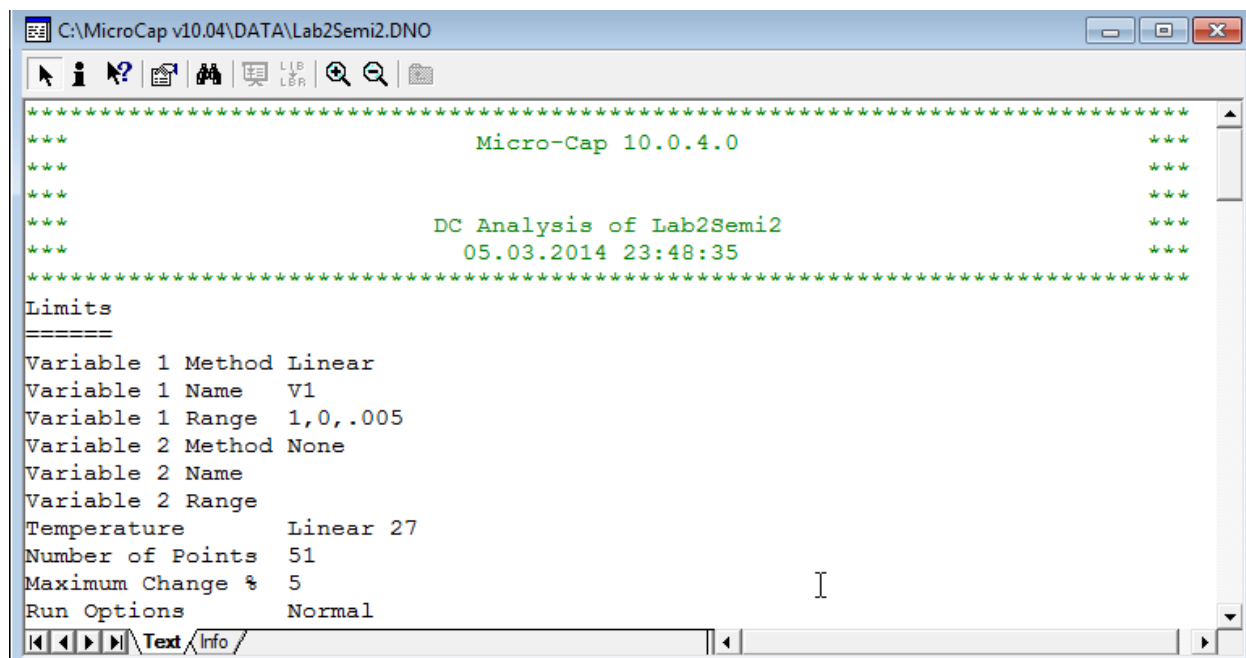 C:\MicroCap v10.04\DATA\Lab2Semi2.DNO
LIB
LBR
********************************************************************************
*** Micro-Cap 10.0.4.0 ***
*** ***
*** ***
*** DC Analysis of Lab2Semi2 ***
*** 05.03.2014 23:48:35 ***
********************************************************************************
Limits
======
Variable 1 Method Linear
Variable 1 Name V1
Variable 1 Range 1,0,.005
Variable 2 Method None
Variable 2 Name
Variable 2 Range
Temperature Linear 27
Number of Points 51
Maximum Change % 5
Run Options Normal
Text Info